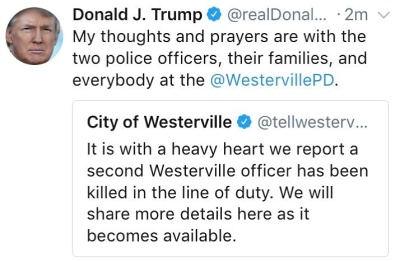 Donald J. Trump @realDonal... · 2m
My thoughts and prayers are with the
two police officers, their families, and
everybody at the @WestervillePD.
City of Westerville @tellwesterv...
It is with a heavy heart we report a
second Westerville officer has been
killed in the line of duty. We will
share more details here as it
becomes available.